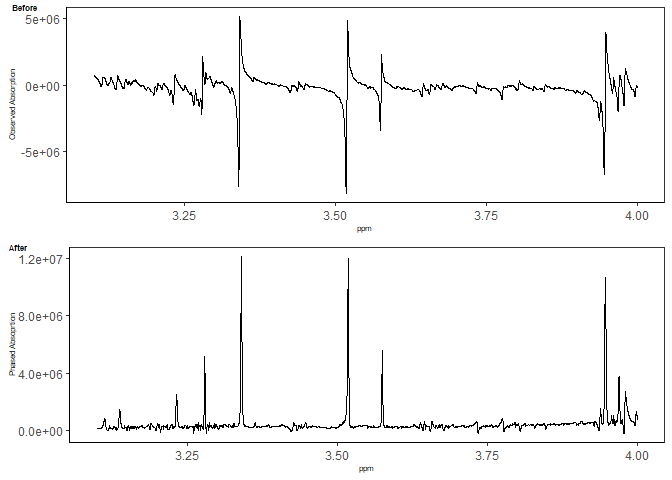 Before
5e+06
0e+00
-5e+06
Observed Absorption
3.25 3.50 3.75 4.00
ppm
After
1.2e+07
8.0e+06
4.0e+06
0.0e+00
Phased Absorption
3.25 3.50 3.75 4.00
ppm